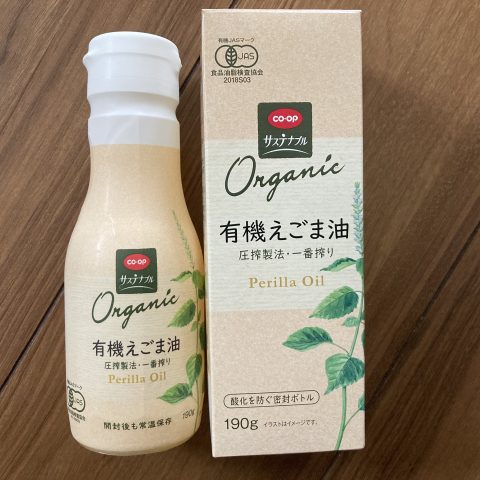 有機JASマーク
JAS
食品油脂検査協会
2018S03
CO·OP
サステナブル
Organic
有機えごま油
圧搾製法・一番搾り
Perilla Oil
酸化を防ぐ密封ボトル
190g イラストはイメージです。
CO·OP
サステナブル
Organic
有機えごま油
圧搾製法・一番搾り
Perilla Oil
190g
開封後も常温保存